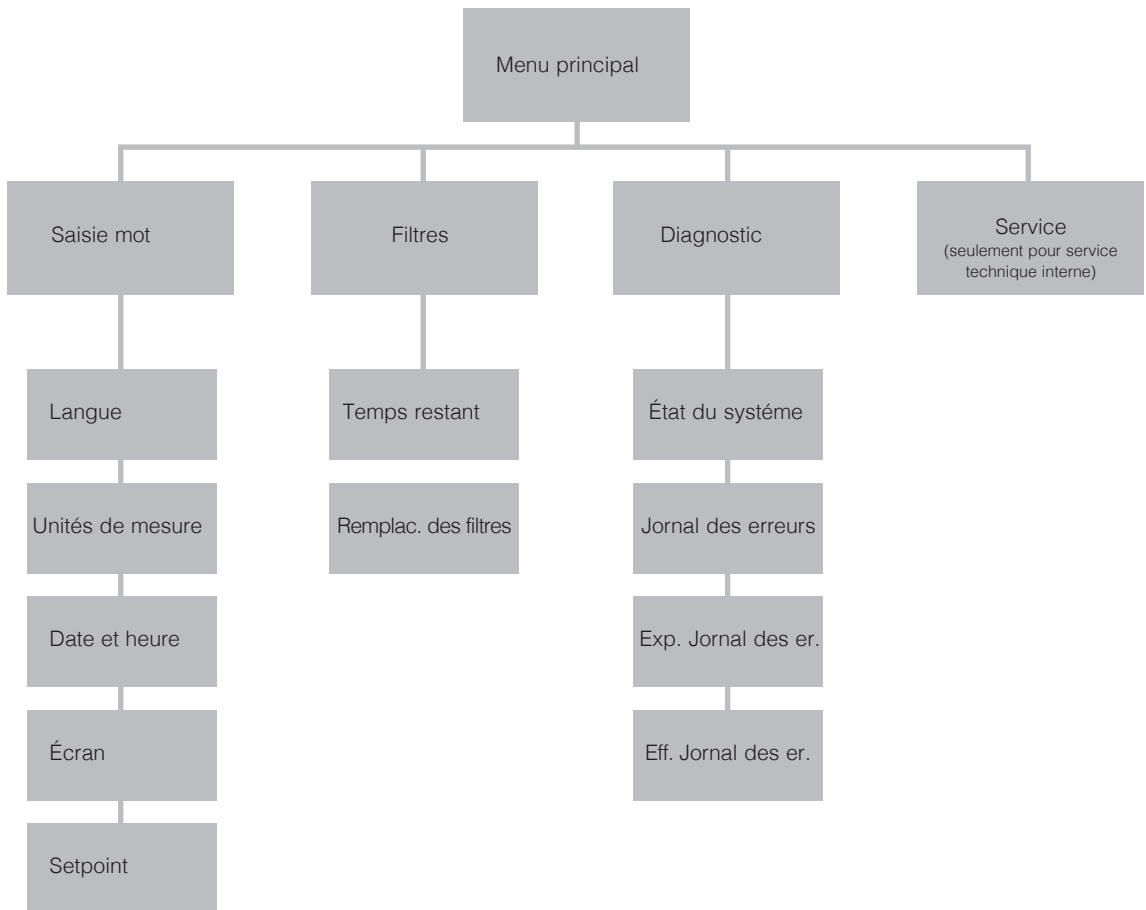 Menu principal
Saisie mot
Filtres
Diagnostic
Service
(seulement pour service
technique interne)
Langue
Temps restant
État du systéme
Unités de mesure
Remplac. des filtres
Jornal des erreurs
Date et heure
Exp. Jornal des er.
Écran
Eff. Jornal des er.
Setpoint